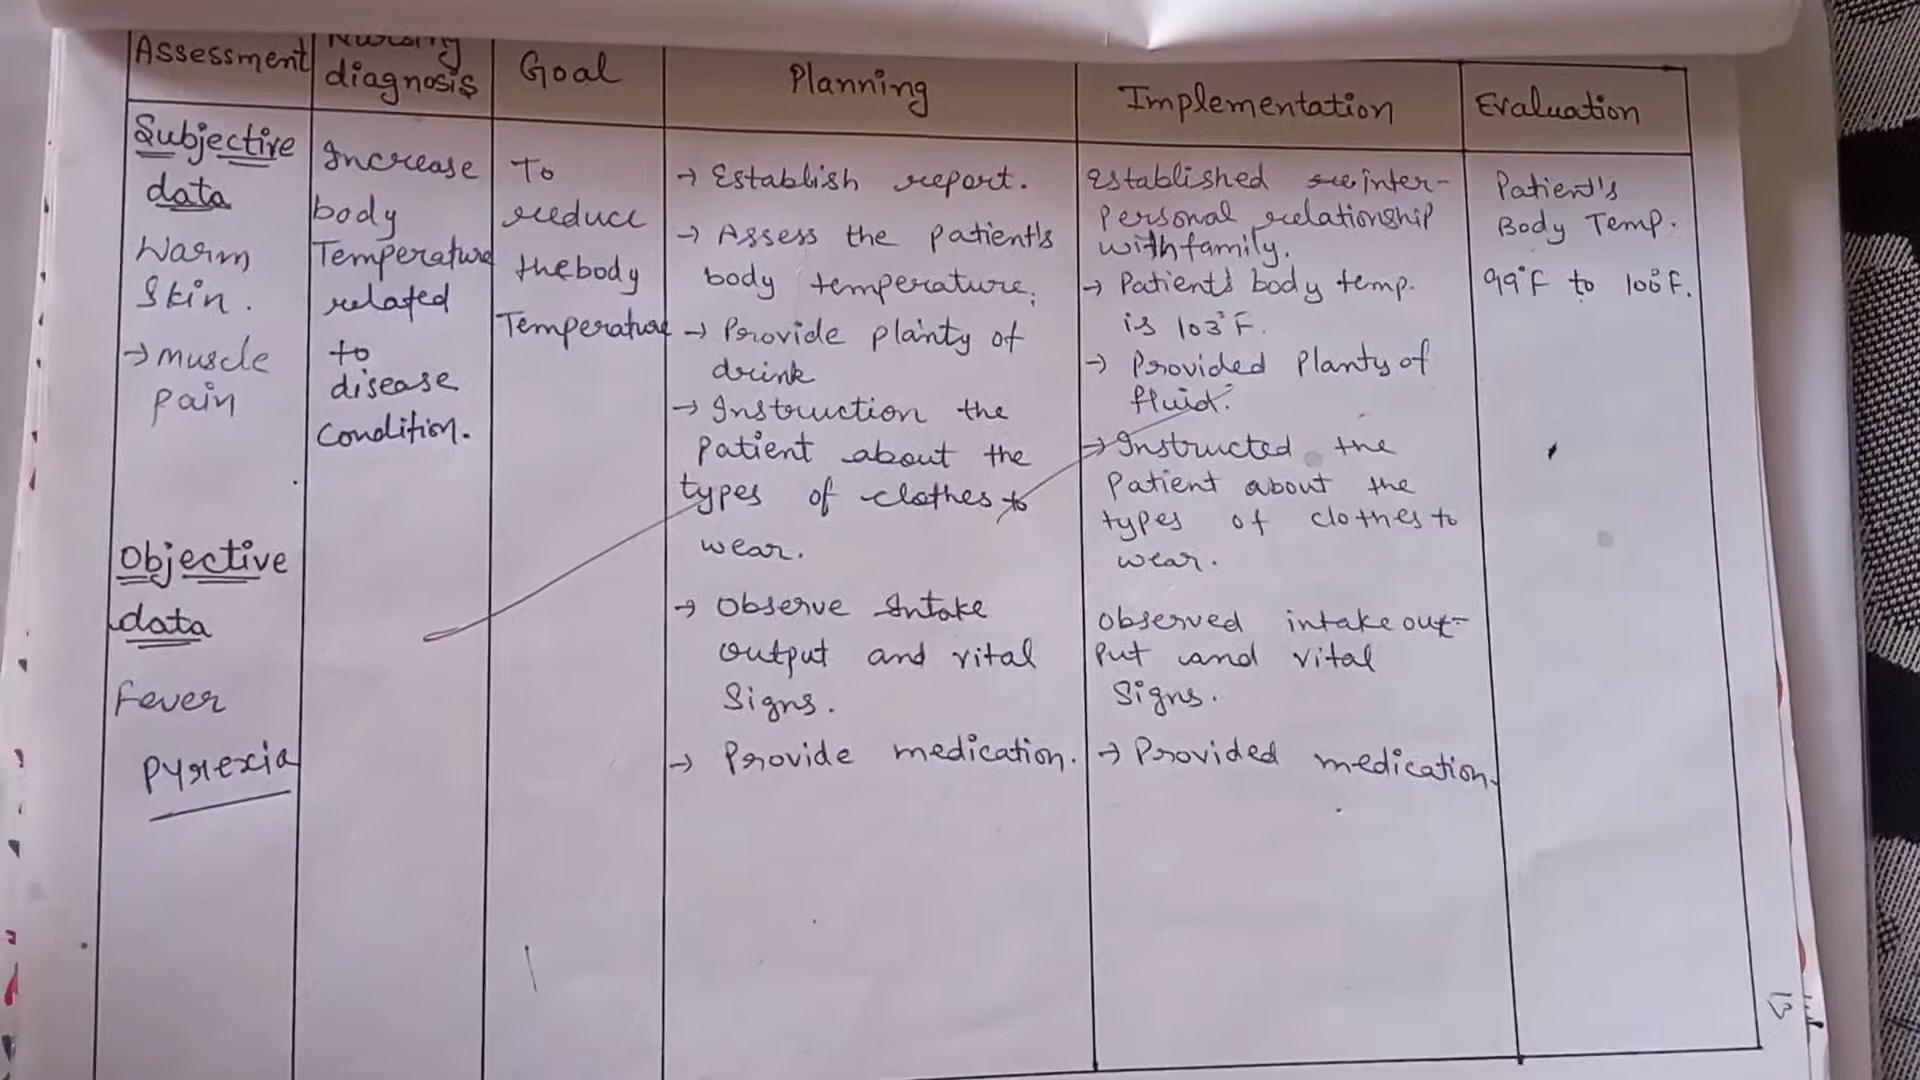 Assessment
Nursing
diagnosis
Goal
Planning
Implementation
Evaluation
Subjective
data
Warm
Skin.
→ muscle
pain
Objective
data
Fever
Pyrexia
Increase
body
Temperature
related
to
disease
condition.
To
reduce
the body
Temperature
→ Establish report.
→ Assess the patient's
body temperature.
→ Provide planty of
drink
→ Instruction the
patient about the
types of clothes to
wear.
→ Observe Intake
output and vital
Signs.
→ Provide medication.
Established inter-
personal relationship
with family.
→ Patient's body temp.
is 103°F.
→ Provided planty of
fluid.
→ Instructed the
patient about the
types of clothes to
wear.
Observed intake out-
put and vital
Signs.
→ Provided medication.
Patient's
Body Temp.
99°F to 100°F.